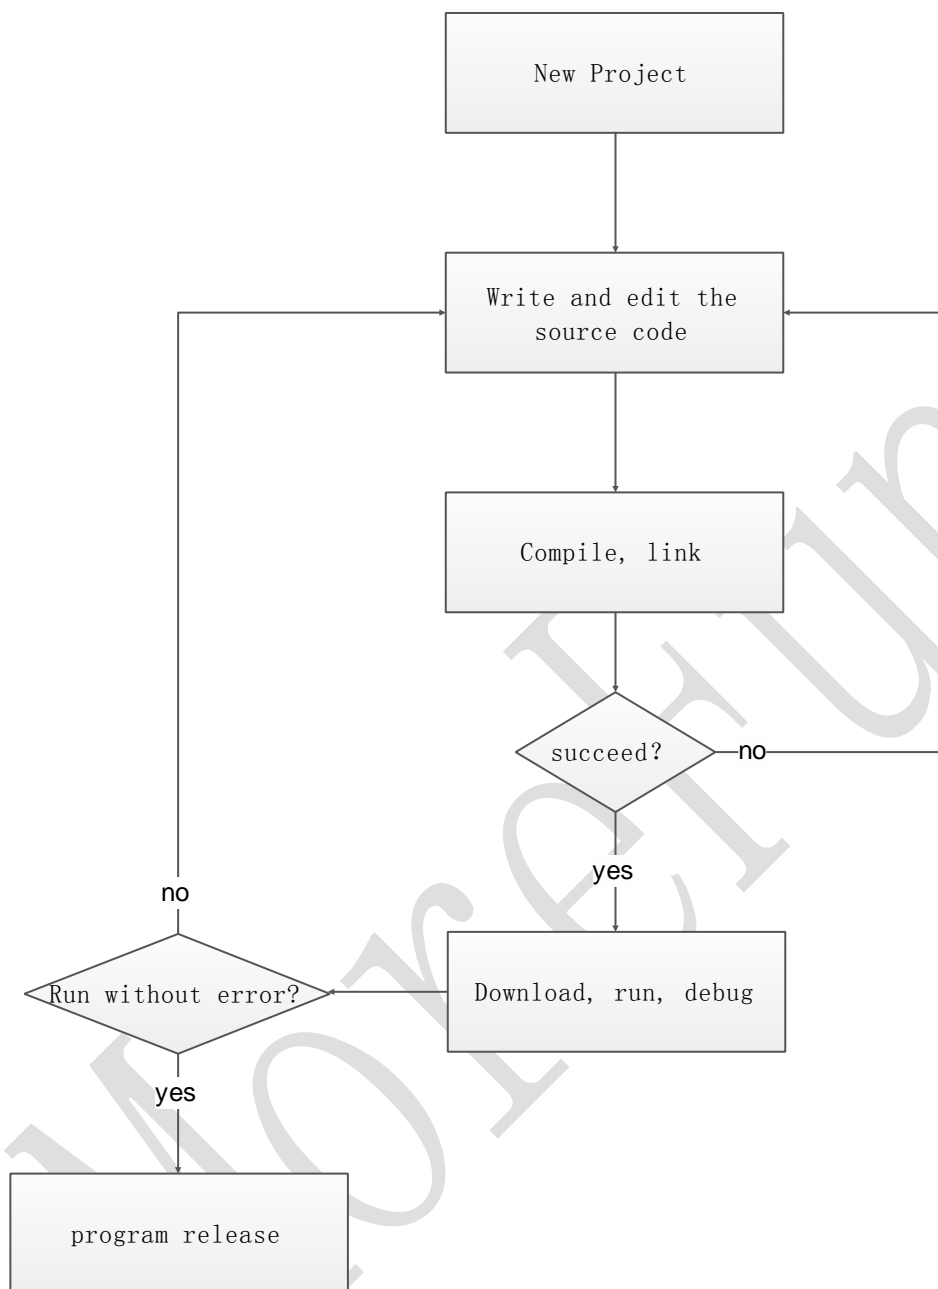 New Project
Write and edit the
source code
Compile, link
succeed?
no
yes
no
Run without error?
Download, run, debug
yes
program release
MoreFun